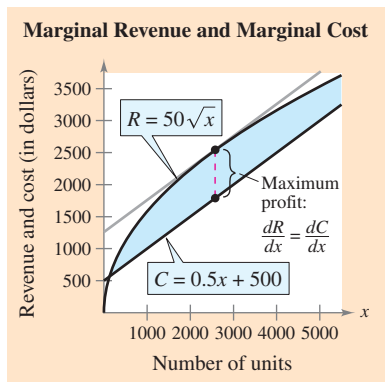 Marginal Revenue and Marginal Cost
Revenue and cost (in dollars)
3500
3000
2500
2000
1500
1000
500
R = 50√x
Maximum
profit:
dR/dx = dC/dx
C = 0.5x + 500
x
1000 2000 3000 4000 5000
Number of units